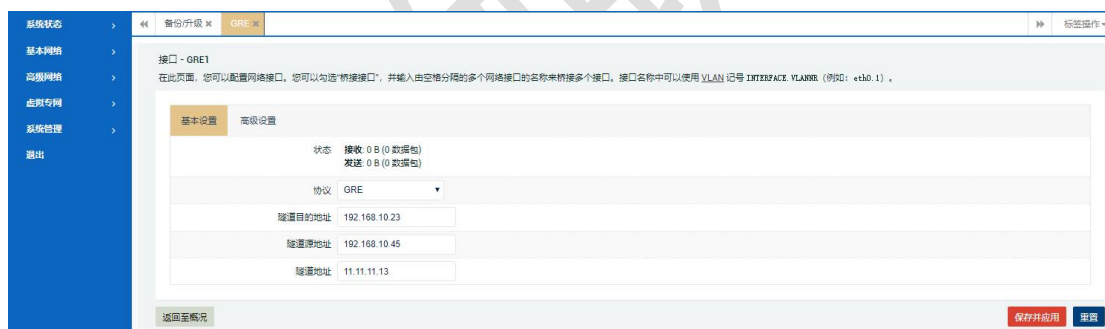 系统状态
备份/升级 ✖ GRE ✖ 标签操作
基本网络
高级网络
虚拟专网
系统管理
退出
接口 - GRE1
在此页面，您可以配置网络接口。您可以勾选“桥接接口”，并输入由空格分隔的多个网络接口的名称来桥接多个接口。接口名称中可以使用 VLAN 记号 INTERFACE.VLANNR (例如: eth0.1) 。
基本设置 高级设置
状态 接收: 0 B (0 数据包)
发送: 0 B (0 数据包)
协议 GRE
隧道目的地址 192.168.10.23
隧道源地址 192.168.10.45
隧道地址 11.11.11.13
返回至概况 保存并应用 重置